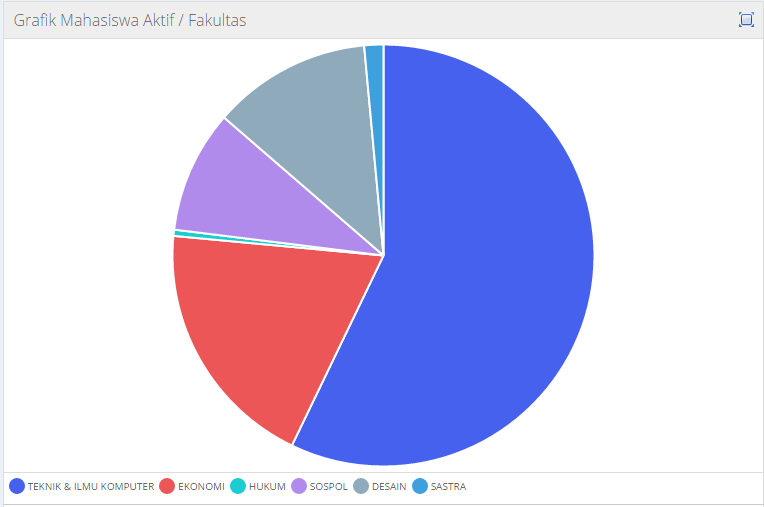 Grafik Mahasiswa Aktif / Fakultas
TEKNIK & ILMU KOMPUTER EKONOMI HUKUM SOSPOL DESAIN SASTRA